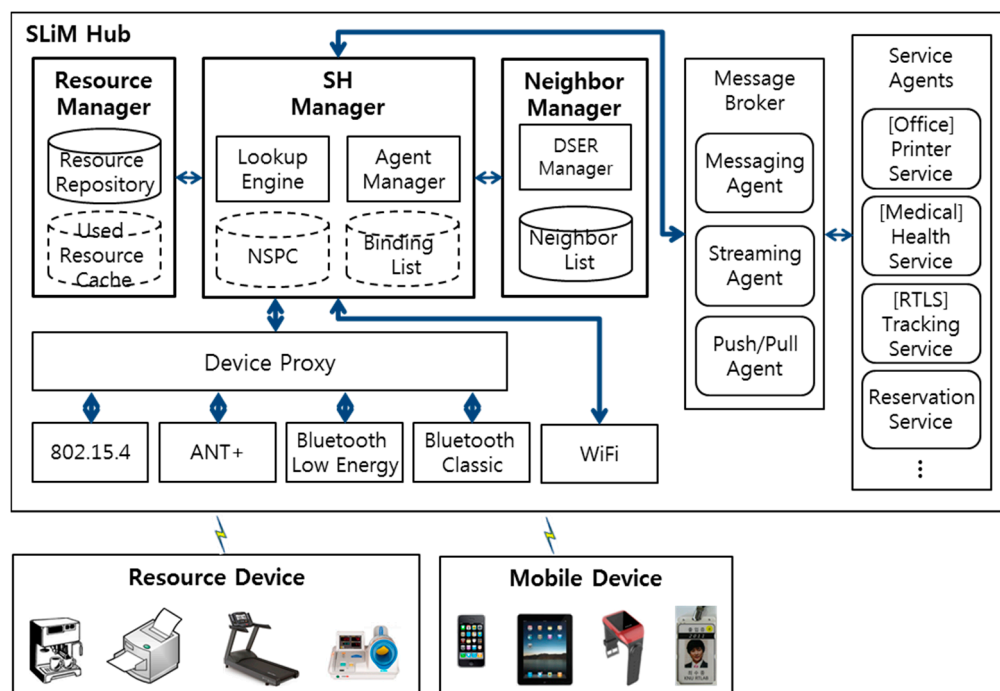 SLiM Hub
Resource
Manager
Resource
Repository
Used
Resource
Cache
SH
Manager
Lookup
Engine
Agent
Manager
NSPC
Binding
List
Neighbor
Manager
DSER
Manager
Neighbor
List
Message
Broker
Messaging
Agent
Streaming
Agent
Push/Pull
Agent
Service
Agents
[Office]
Printer
Service
[Medical]
Health
Service
[RTLS]
Tracking
Service
Reservation
Service
Device Proxy
802.15.4
ANT+
Bluetooth
Low Energy
Bluetooth
Classic
WiFi
Resource Device
Mobile Device